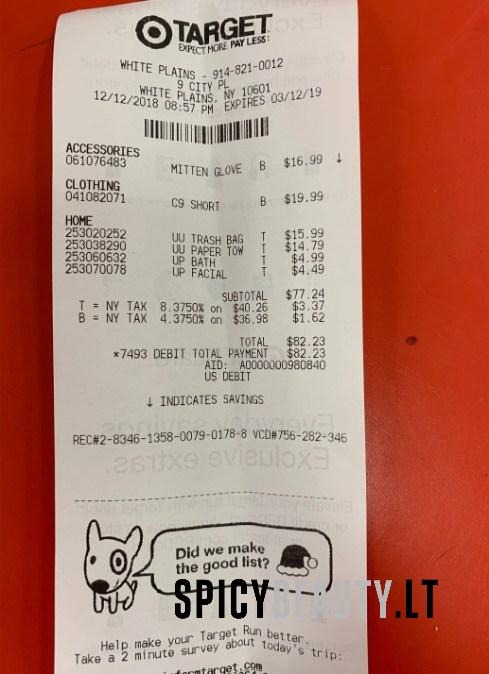 TARGET
EXPECT MORE. PAY LESS.
WHITE PLAINS - 914-821-0012
9 CITY PL
WHITE PLAINS, NY 10601
12/12/2018 08:57 PM EXPIRES 03/12/19
ACCESSORIES
061076483 MITTEN GLOVE B $16.99 ↓
CLOTHING
041082071 C9 SHORT B $19.99
HOME
253020252 UU TRASH BAG T $15.99
253038290 UU PAPER TOW T $14.79
253060632 UP BATH T $4.99
253070078 UP FACIAL T $4.49
SUBTOTAL $77.24
T = NY TAX 8.3750% on $40.26 $3.37
B = NY TAX 4.3750% on $36.98 $1.62
TOTAL $82.23
*7493 DEBIT TOTAL PAYMENT $82.23
AID: A0000000980840
US DEBIT
↓ INDICATES SAVINGS
REC#2-8346-1358-0079-0178-8 VCD#756-282-346
Did we make
the good list?
SPICYBEAUTY.LT
Help make your Target Run better.
Take a 2 minute survey about today's trip: